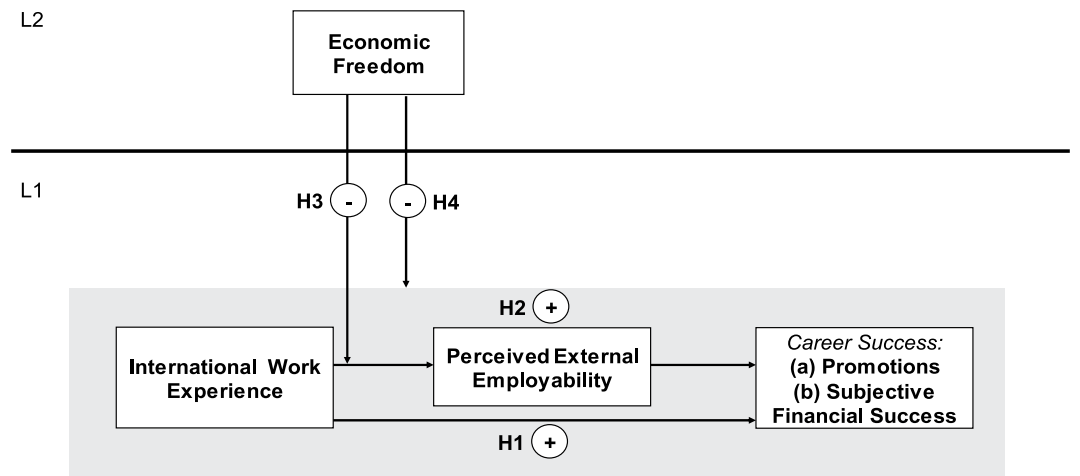 L2
Economic
Freedom
L1
H3 -
- H4
H2 +
International Work
Experience
Perceived External
Employability
Career Success:
(a) Promotions
(b) Subjective
Financial Success
H1 +